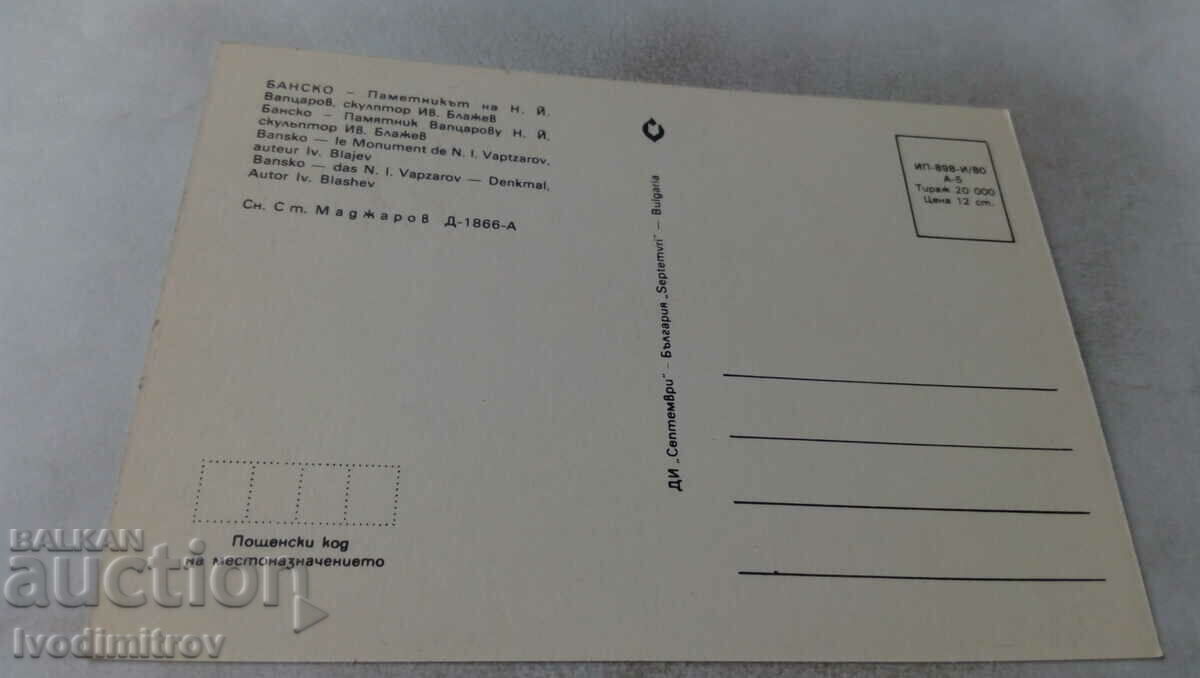 БАНСКО – Паметникът на Н. Й.
Вапцаров, скулптор Ив. Блажев
Банско – Памятник Вапцарову Н. Й.
скульптор Ив. Блажев
Bansko — le Monument de N. I. Vaptzarov,
auteur Iv. Blajev
Bansko — das N. I. Vapzarov — Denkmal,
Autor Iv. Blashev
Сн. Ст. Маджаров Д-1866-А
ДИ „Септември" – България „Septemvri" – Bulgaria
ИП-898-И/80
А-5
Тираж 20 000
Цена 12 ст.
Пощенски код
на местоназначението
BALKAN
auction
Ivodimitrov